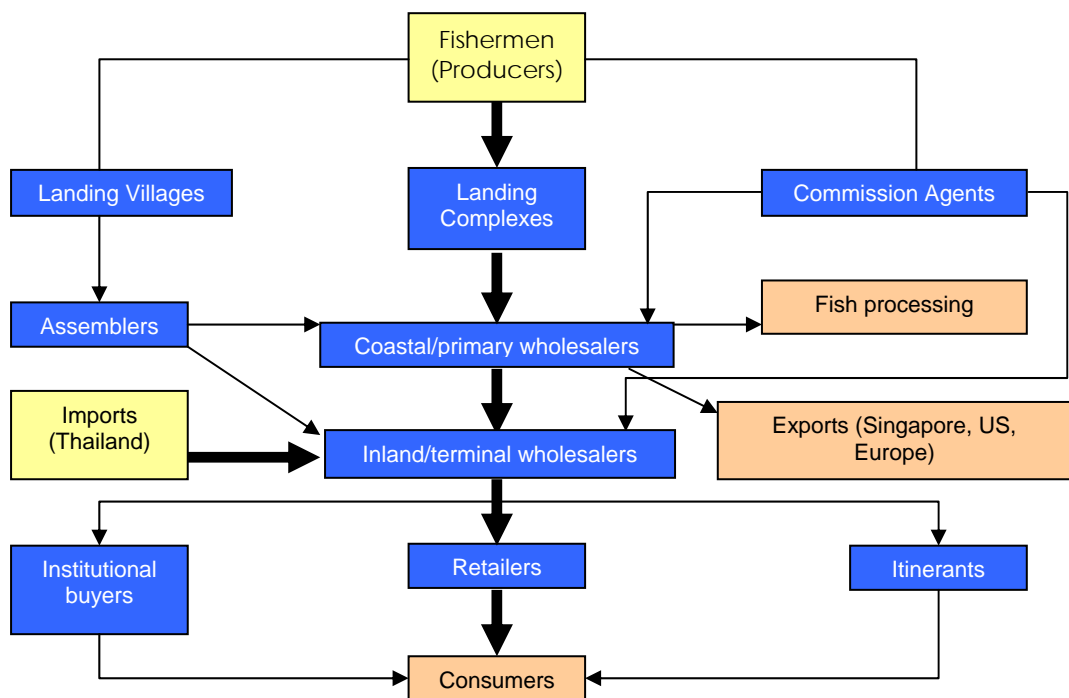 Fishermen
(Producers)
Landing Villages
Landing
Complexes
Commission Agents
Assemblers
Fish processing
Coastal/primary wholesalers
Imports
(Thailand)
Exports (Singapore, US,
Europe)
Inland/terminal wholesalers
Institutional
buyers
Retailers
Itinerants
Consumers